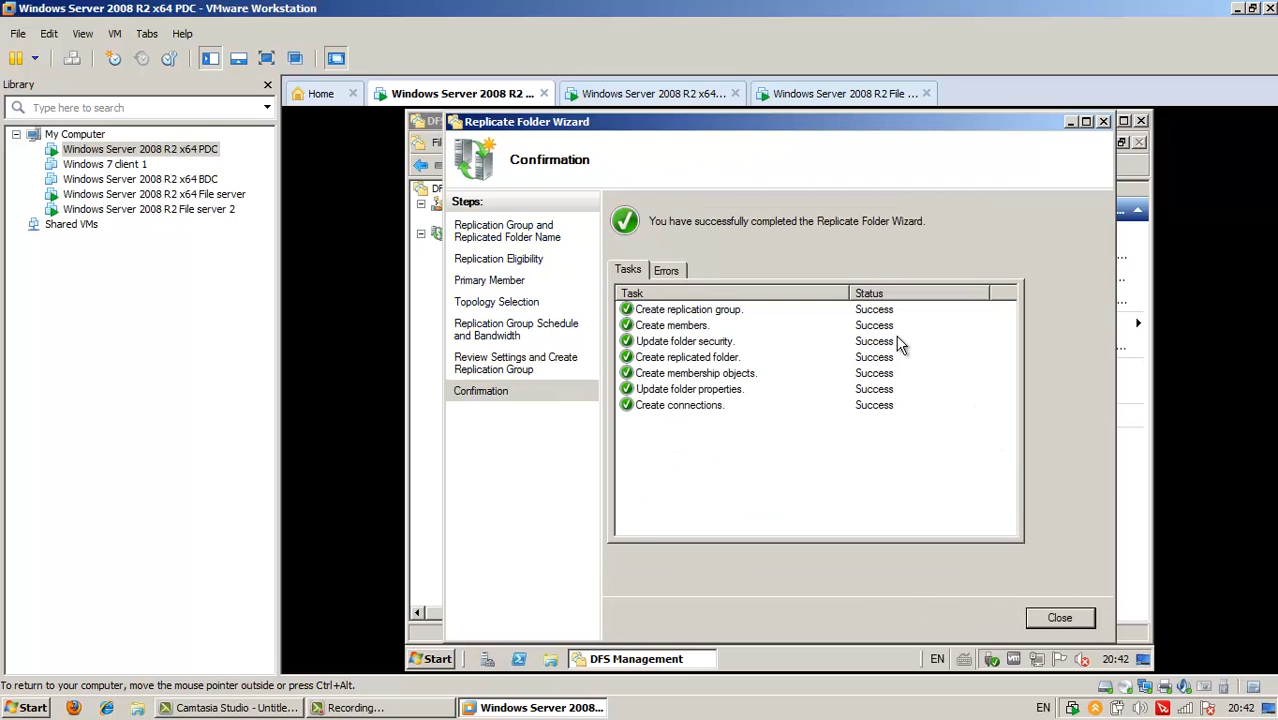 Windows Server 2008 R2 x64 PDC - VMware Workstation
File Edit View VM Tabs Help
Library
Type here to search
My Computer
Windows Server 2008 R2 x64 PDC
Windows 7 client 1
Windows Server 2008 R2 x64 BDC
Windows Server 2008 R2 x64 File server
Windows Server 2008 R2 File server 2
Shared VMs
Home
Windows Server 2008 R2 ...
Windows Server 2008 R2 x64...
Windows Server 2008 R2 File ...
Replicate Folder Wizard
Confirmation
Steps:
Replication Group and
Replicated Folder Name
Replication Eligibility
Primary Member
Topology Selection
Replication Group Schedule
and Bandwidth
Review Settings and Create
Replication Group
Confirmation
You have successfully completed the Replicate Folder Wizard.
Tasks Errors
Task Status
Create replication group. Success
Create members. Success
Update folder security. Success
Create replicated folder. Success
Create membership objects. Success
Update folder properties. Success
Create connections. Success
Close
Start
DFS Management
EN
20:42
To return to your computer, move the mouse pointer outside or press Ctrl+Alt.
Start
Camtasia Studio - Untitle...
Recording...
Windows Server 2008...
EN
20:42